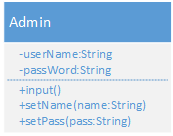 Admin
-userName:String
-passWord:String
+input()
+setName(name:String)
+setPass(pass:String)